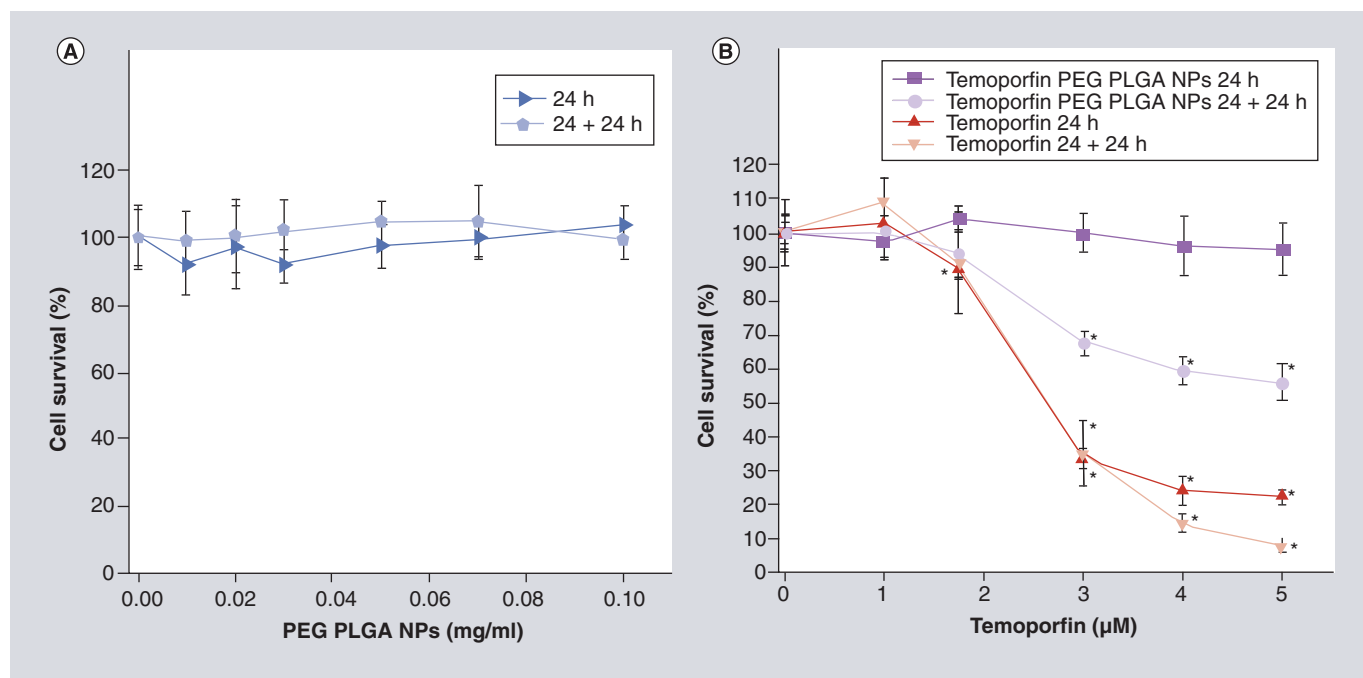 A
24 h
24 + 24 h
120
100
80
60
40
20
0
Cell survival (%)
0.00 0.02 0.04 0.06 0.08 0.10
PEG PLGA NPs (mg/ml)
B
Temoporfin PEG PLGA NPs 24 h
Temoporfin PEG PLGA NPs 24 + 24 h
Temoporfin 24 h
Temoporfin 24 + 24 h
120
110
100
90
80
70
60
50
40
30
20
10
0
Cell survival (%)
* * * * * * * * * *
0 1 2 3 4 5
Temoporfin (µM)